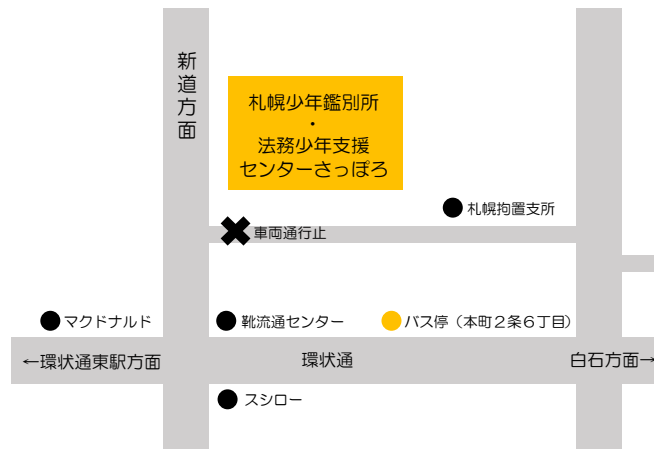 新道方面
札幌少年鑑別所
・
法務少年支援
センターさっぽろ
札幌拘置支所
車両通行止
マクドナルド
靴流通センター
バス停（本町２条６丁目）
←環状通東駅方面
環状通
白石方面→
スシロー